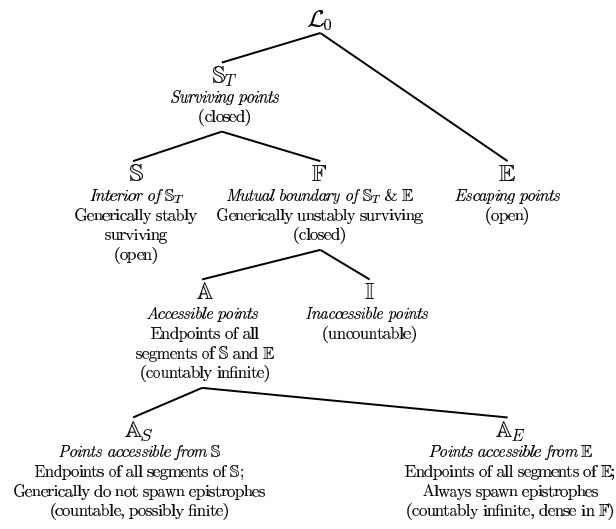 𝓛₀
𝕊_T
Surviving points
(closed)
𝕊
Interior of 𝕊_T
Generically stably
surviving
(open)
𝔽
Mutual boundary of 𝕊_T & 𝔼
Generically unstably surviving
(closed)
𝔼
Escaping points
(open)
𝔸
Accessible points
Endpoints of all
segments of 𝕊 and 𝔼
(countably infinite)
𝕀
Inaccessible points
(uncountable)
𝔸_S
Points accessible from 𝕊
Endpoints of all segments of 𝕊;
Generically do not spawn epistrophes
(countable, possibly finite)
𝔸_E
Points accessible from 𝔼
Endpoints of all segments of 𝔼;
Always spawn epistrophes
(countably infinite, dense in 𝔽)